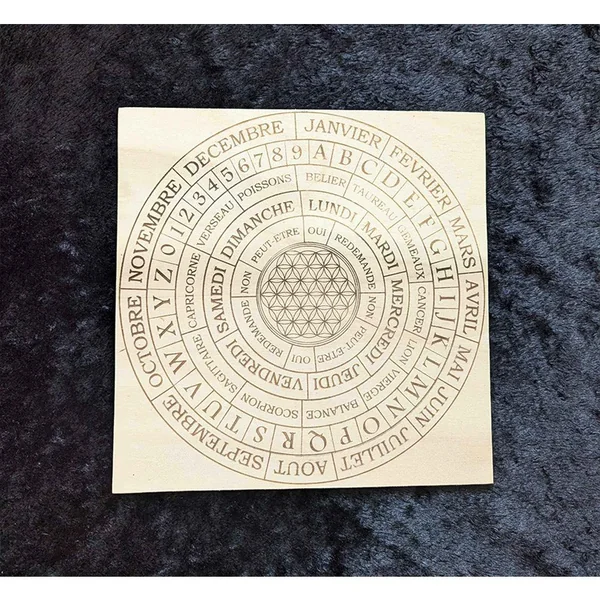 JANVIER FEVRIER MARS AVRIL MAI JUIN JUILLET AOUT SEPTEMBRE OCTOBRE NOVEMBRE DECEMBRE
A B C D E F G H I J K L M N O P Q R S T U V W X Y Z 0 1 2 3 4 5 6 7 8 9
BELIER TAUREAU GEMEAUX CANCER LION VIERGE BALANCE SCORPION SAGITTAIRE CAPRICORNE VERSEAU POISSONS
LUNDI MARDI MERCREDI JEUDI VENDREDI SAMEDI DIMANCHE
OUI REDEMANDE NON PEUT-ETRE OUI REDEMANDE NON PEUT-ETRE